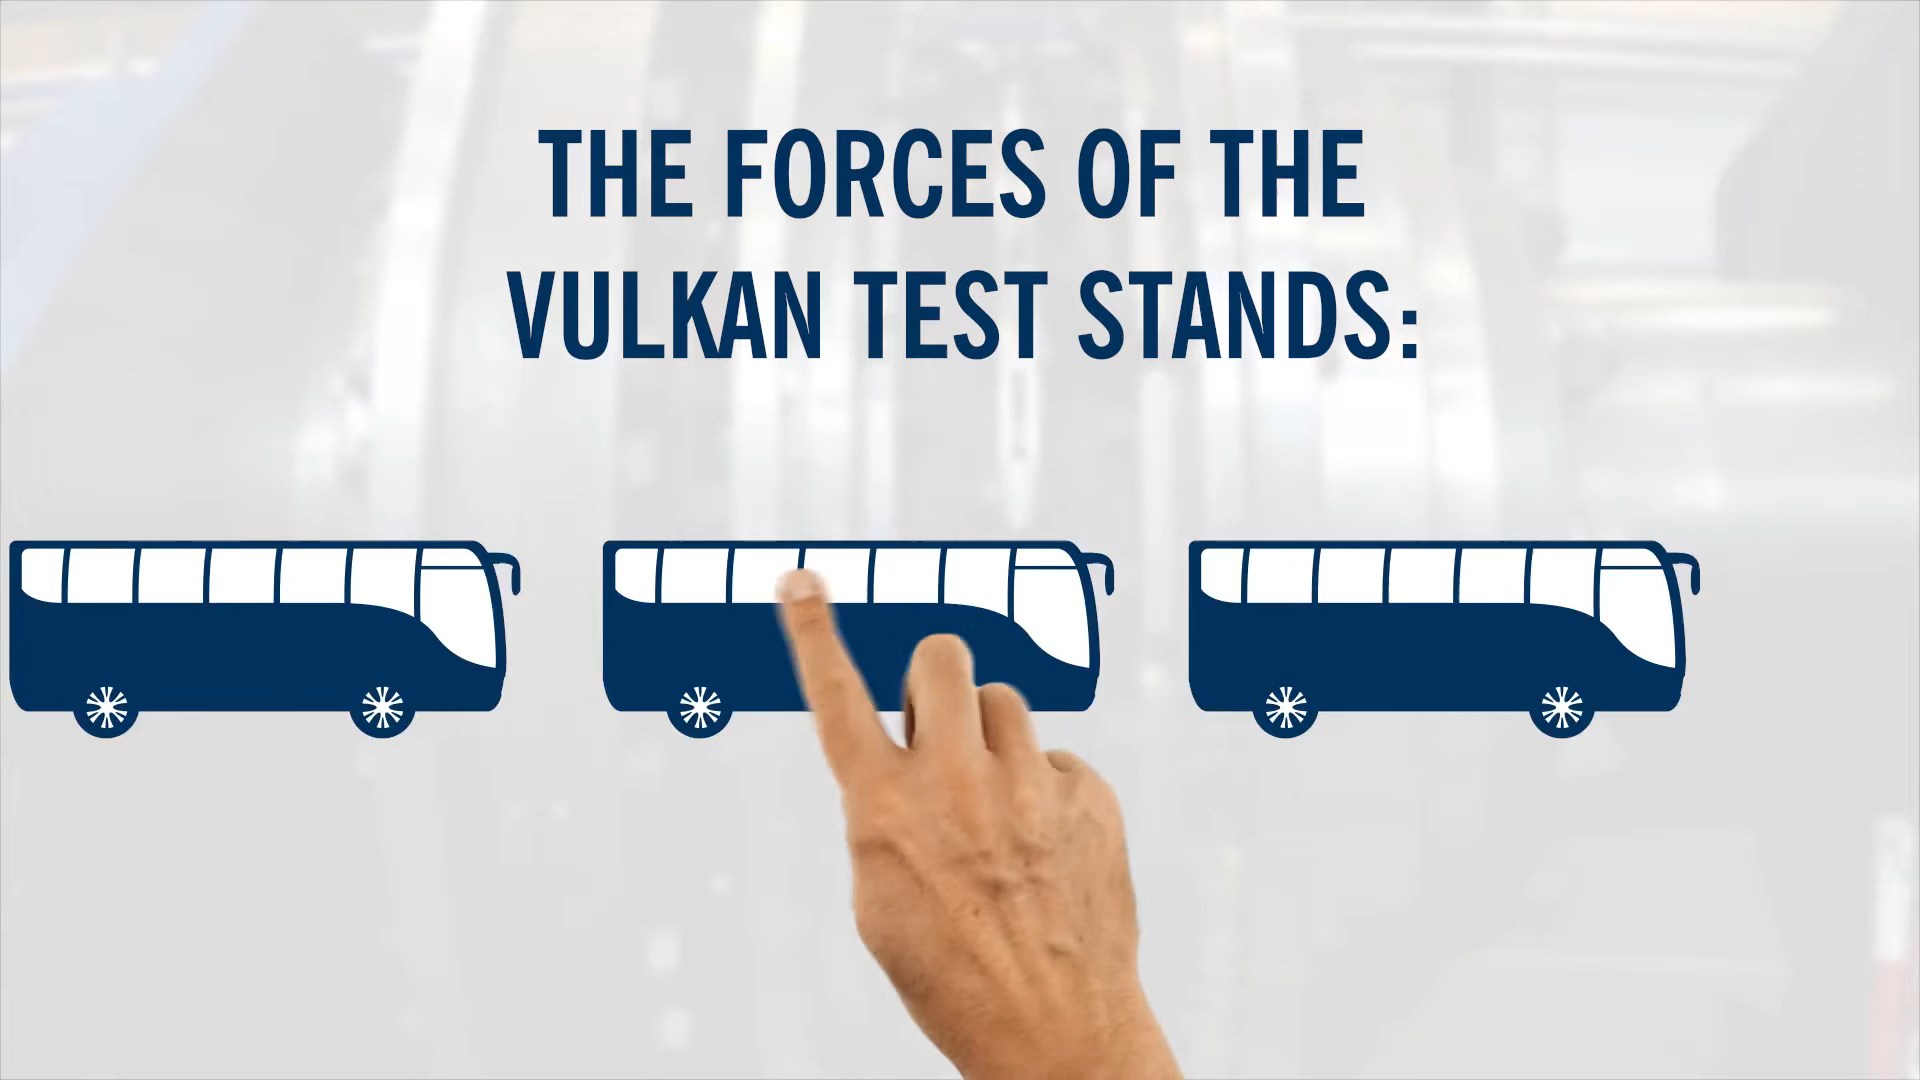 THE FORCES OF THE
VULKAN TEST STANDS: